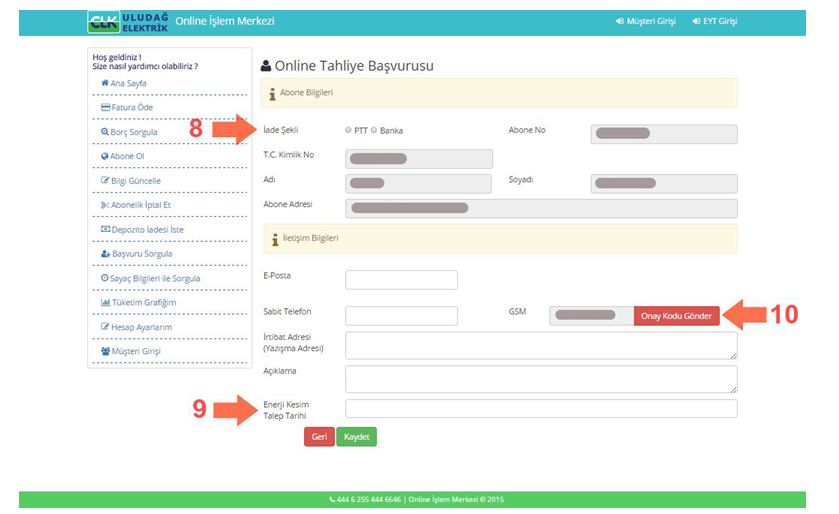 CLK ULUDAĞ ELEKTRİK Online İşlem Merkezi Müşteri Girişi EYT Girişi
Hoş geldiniz !
Size nasıl yardımcı olabiliriz ?
Ana Sayfa
Fatura Öde
Borç Sorgula
Abone Ol
Bilgi Güncelle
Abonelik İptal Et
Depozito İadesi İste
Başvuru Sorgula
Sayaç Bilgileri ile Sorgula
Tüketim Grafiğim
Hesap Ayarlarım
Müşteri Girişi
Online Tahliye Başvurusu
Abone Bilgileri
8 İade Şekli PTT Banka Abone No
T.C. Kimlik No
Adı Soyadı
Abone Adresi
İletişim Bilgileri
E-Posta
Sabit Telefon GSM Onay Kodu Gönder 10
İrtibat Adresi
(Yazışma Adresi)
Açıklama
9 Enerji Kesim
Talep Tarihi
Geri Kaydet
444 6 255 444 6646 | Online İşlem Merkezi © 2015